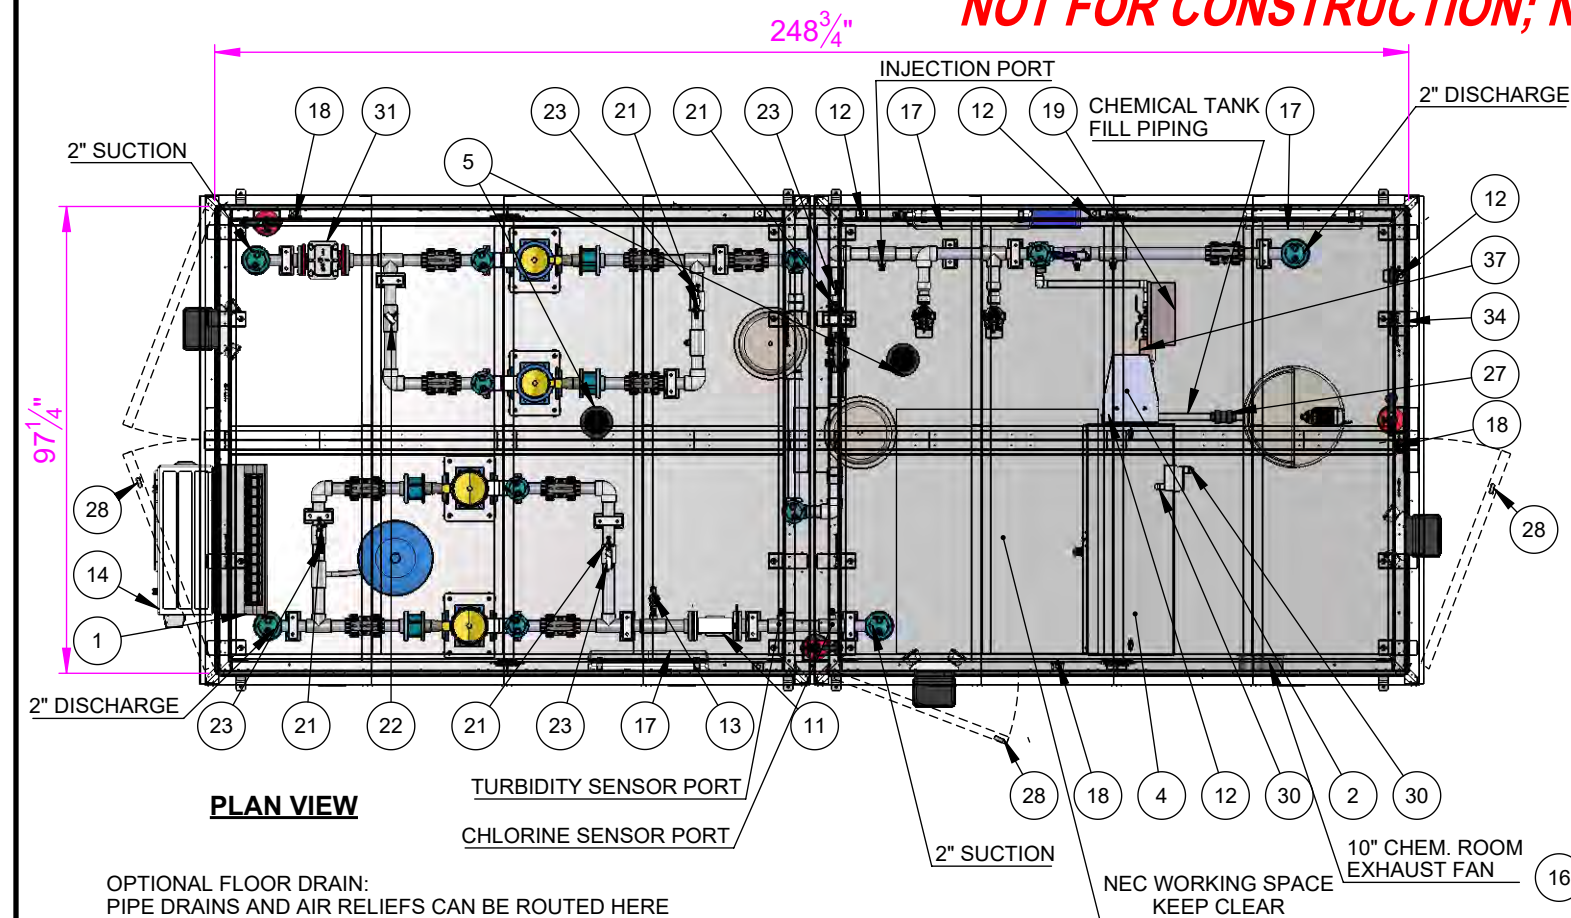 NOT FOR CONSTRUCTION;
248 3/4"
INJECTION PORT
2" DISCHARGE
CHEMICAL TANK
FILL PIPING
18
31
23
21
21
23
12
17
12
19
17
2" SUCTION
5
12
37
34
27
18
97 1/4"
28
28
14
1
2" DISCHARGE
23
21
22
21
23
17
13
11
TURBIDITY SENSOR PORT
28
18
4
12
30
2
30
PLAN VIEW
CHLORINE SENSOR PORT
2" SUCTION
10" CHEM. ROOM
EXHAUST FAN
16
OPTIONAL FLOOR DRAIN:
PIPE DRAINS AND AIR RELIEFS CAN BE ROUTED HERE
NEC WORKING SPACE
KEEP CLEAR